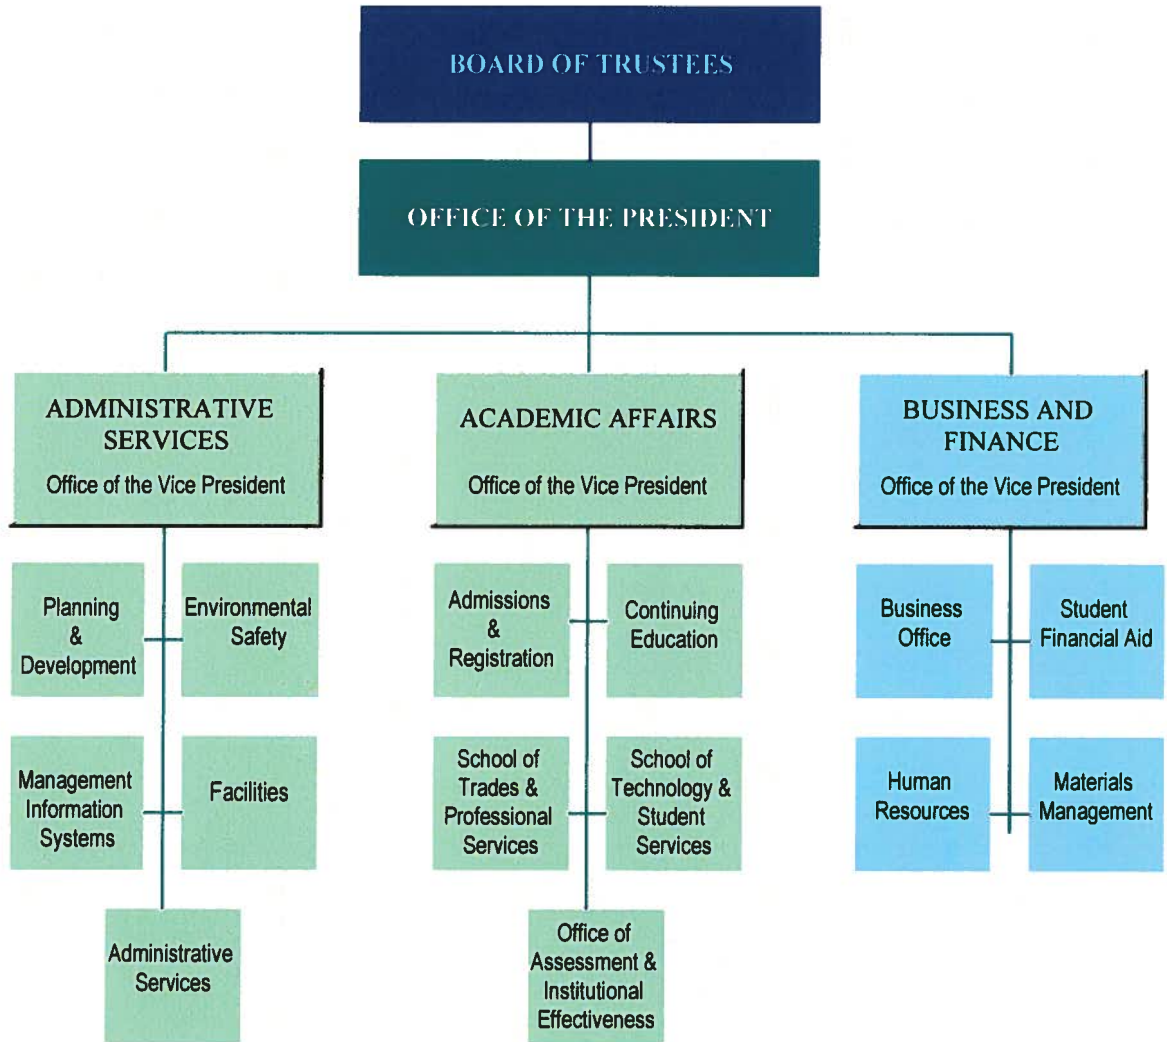 BOARD OF TRUSTEES
OFFICE OF THE PRESIDENT
ADMINISTRATIVE
SERVICES
Office of the Vice President
ACADEMIC AFFAIRS
Office of the Vice President
BUSINESS AND
FINANCE
Office of the Vice President
Planning
&
Development
Environmental
Safety
Management
Information
Systems
Facilities
Administrative
Services
Admissions
&
Registration
Continuing
Education
School of
Trades &
Professional
Services
School of
Technology &
Student
Services
Office of
Assessment &
Institutional
Effectiveness
Business
Office
Student
Financial Aid
Human
Resources
Materials
Management